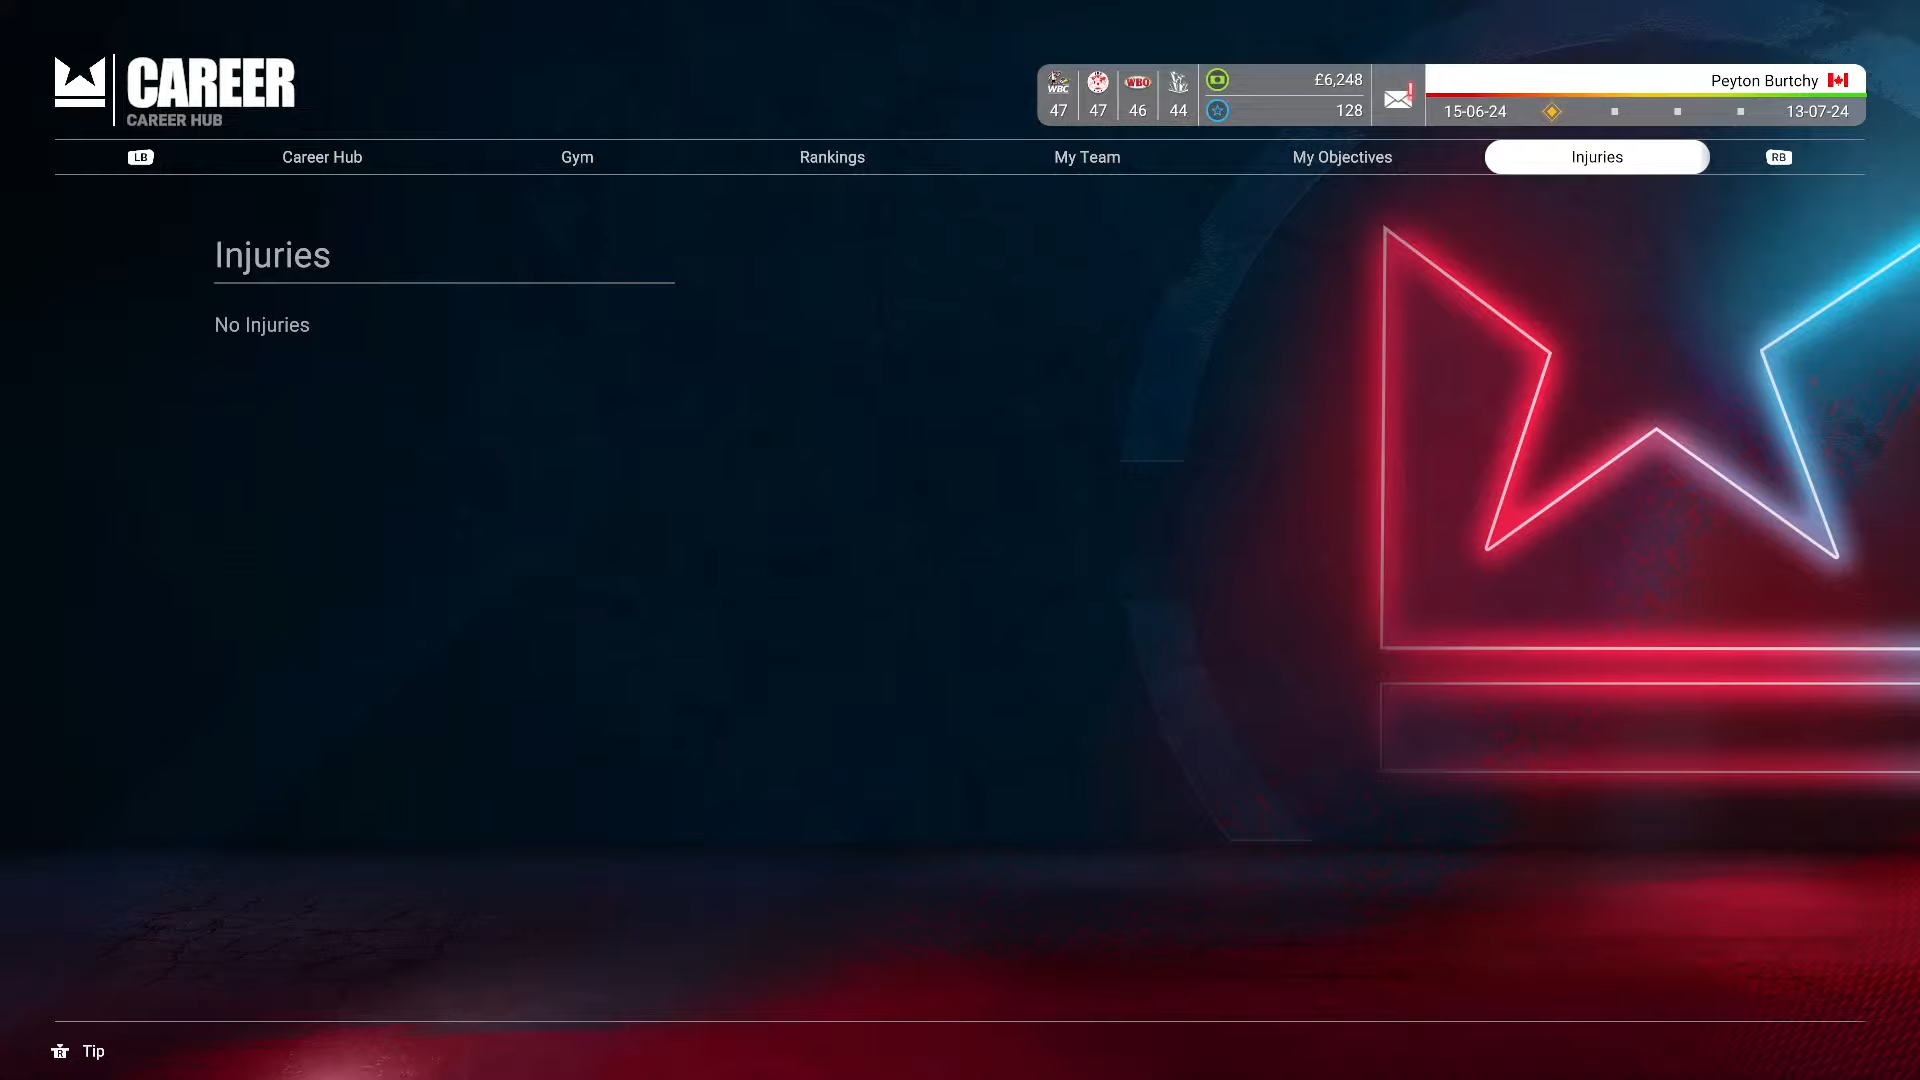 CAREER
CAREER HUB
WBC
WBO
47
47
46
44
£6,248
128
Peyton Burtchy
15-06-24
13-07-24
LB
Career Hub
Gym
Rankings
My Team
My Objectives
Injuries
RB
Injuries
No Injuries
R
Tip